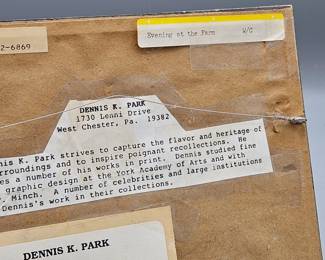 2-6869
Evening at the Farm W/C
DENNIS K. PARK
1730 Lenni Drive
West Chester, Pa. 19382
nis K. Park strives to capture the flavor and heritage of
rroundings and to inspire poignant recollections. He
es a number of his works in print. Dennis studied fine
graphic design at the York Academy of Arts and with
. Minch. A number of celebrities and large institutions
Dennis's work in their collections.
DENNIS K. PARK